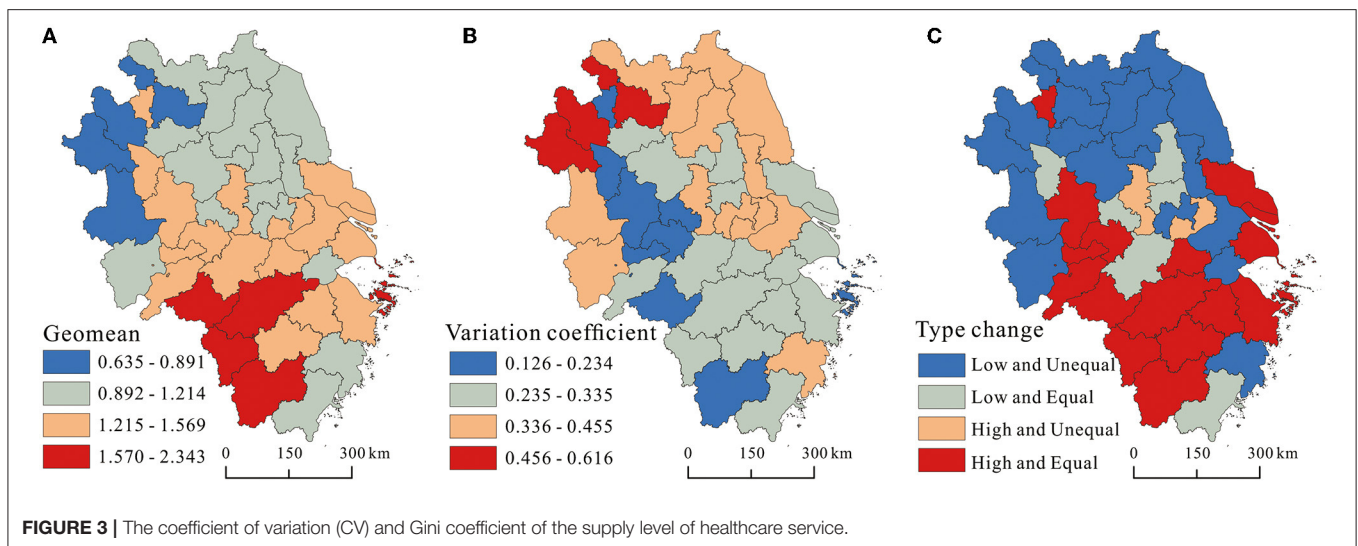 A
B
C
Geomean
0.635 - 0.891
0.892 - 1.214
1.215 - 1.569
1.570 - 2.343
0 150 300 km
Variation coefficient
0.126 - 0.234
0.235 - 0.335
0.336 - 0.455
0.456 - 0.616
0 150 300 km
Type change
Low and Unequal
Low and Equal
High and Unequal
High and Equal
0 150 300 km
FIGURE 3 | The coefficient of variation (CV) and Gini coefficient of the supply level of healthcare service.